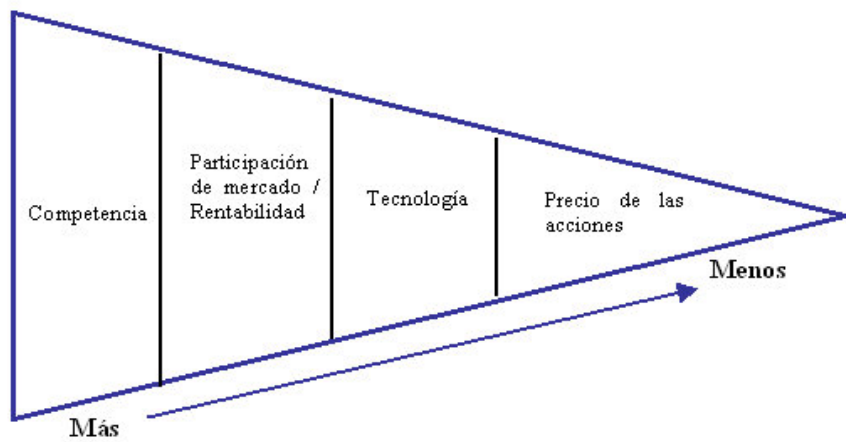 Competencia
Participación
de mercado /
Rentabilidad
Tecnología
Precio de las
acciones
Menos
Más